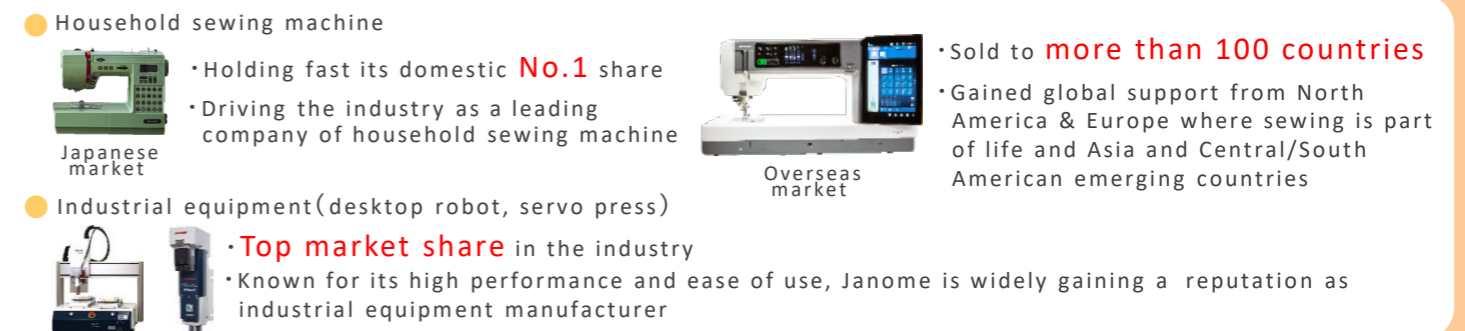 Household sewing machine
・Holding fast its domestic No.1 share
・Driving the industry as a leading
company of household sewing machine
Japanese
market
・Sold to more than 100 countries
・Gained global support from North
America & Europe where sewing is part
of life and Asia and Central/South
American emerging countries
Overseas
market
Industrial equipment(desktop robot, servo press)
・Top market share in the industry
・Known for its high performance and ease of use, Janome is widely gaining a reputation as
industrial equipment manufacturer